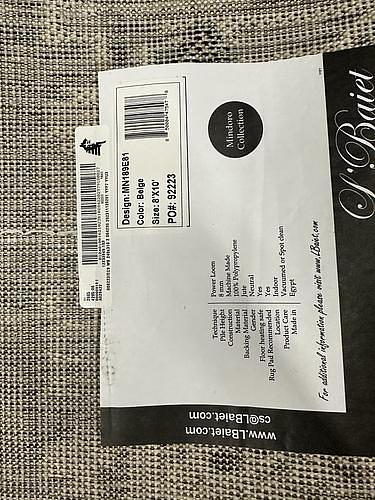 L'Baiet
Mindoro
Collection
Design:MN189E81
Color: Beige
Size: 8'X10'
PO#: 92223
Technique Power Loom
Pile Height 8 mm
Construction Machine Made
Material 100% Polypropylene
Backing Material Jute
Gender Neutral
Floor heating safe Yes
Rug Pad Recommended Yes
Location Indoor
Product Care Vacuumed or Spot clean
Made in Egypt
For additional information please visit www.LBaiet.com
www.LBaiet.com
cs@LBaiet.com